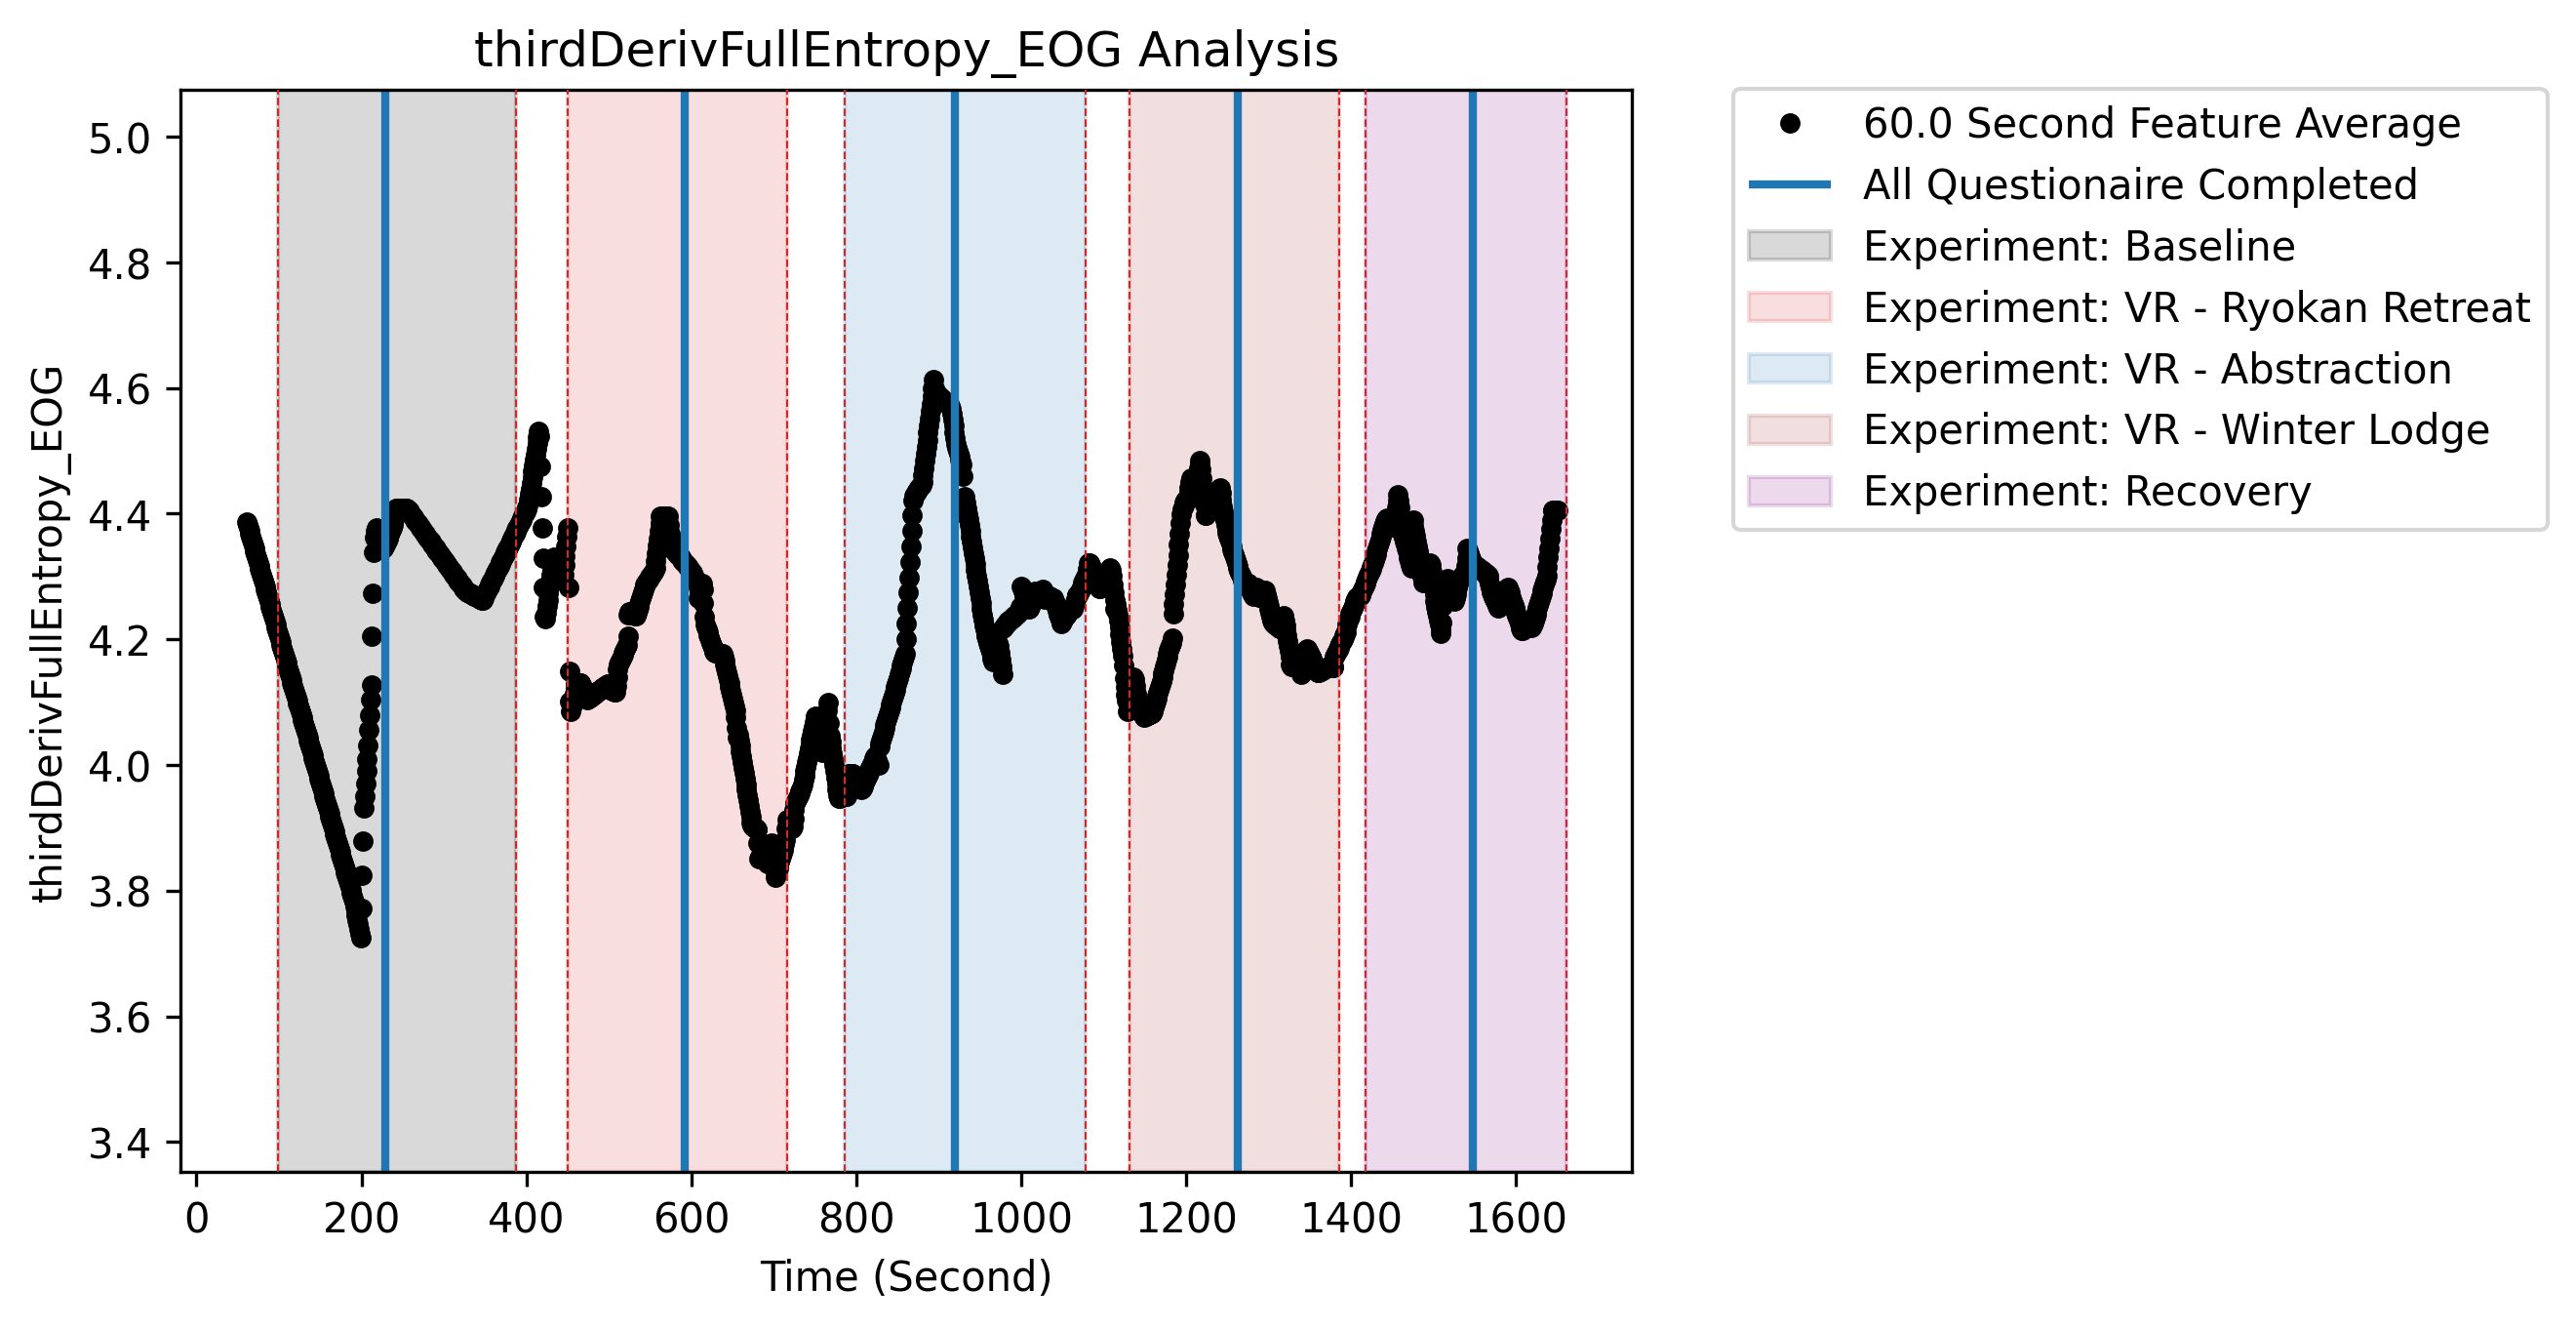 thirdDerivFullEntropy_EOG Analysis
thirdDerivFullEntropy_EOG
5.0
4.8
4.6
4.4
4.2
4.0
3.8
3.6
3.4
0 200 400 600 800 1000 1200 1400 1600
Time (Second)
60.0 Second Feature Average
All Questionaire Completed
Experiment: Baseline
Experiment: VR - Ryokan Retreat
Experiment: VR - Abstraction
Experiment: VR - Winter Lodge
Experiment: Recovery